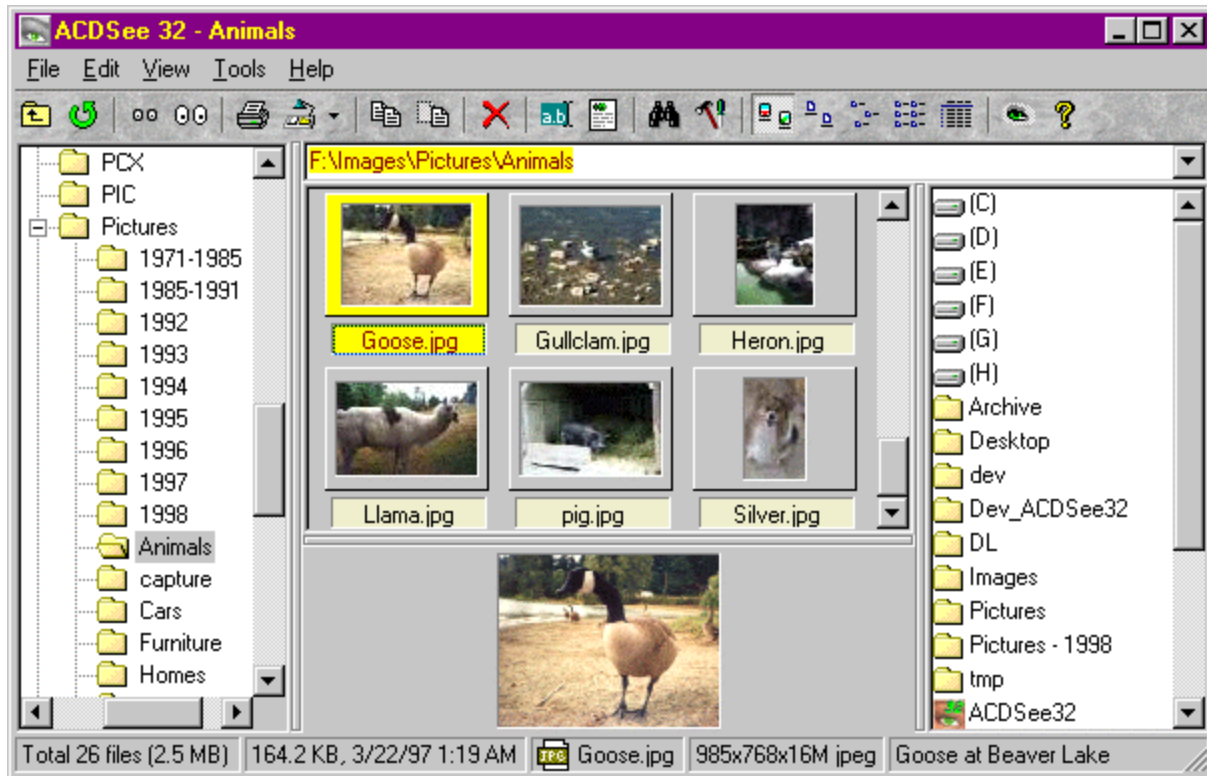 ACDSee 32 - Animals
File Edit View Tools Help
a.b
F:\Images\Pictures\Animals
PCX
PIC
Pictures
1971-1985
1985-1991
1992
1993
1994
1995
1996
1997
1998
Animals
capture
Cars
Furniture
Homes
Goose.jpg Gullclam.jpg Heron.jpg
Llama.jpg pig.jpg Silver.jpg
(C)
(D)
(E)
(F)
(G)
(H)
Archive
Desktop
dev
Dev_ACDSee32
DL
Images
Pictures
Pictures - 1998
tmp
ACDSee32
Total 26 files (2.5 MB) 164.2 KB, 3/22/97 1:19 AM JPG Goose.jpg 985x768x16M jpeg Goose at Beaver Lake